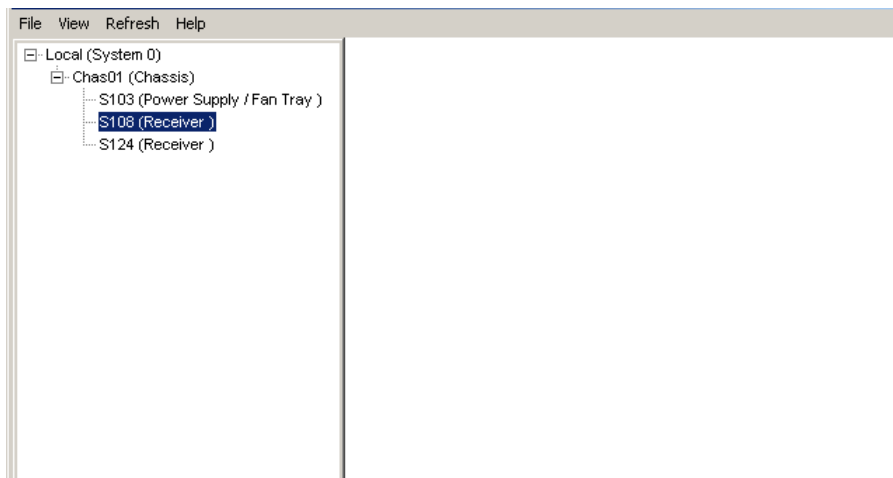 File View Refresh Help
Local (System 0)
Chas01 (Chassis)
S103 (Power Supply / Fan Tray )
S108 (Receiver )
S124 (Receiver )